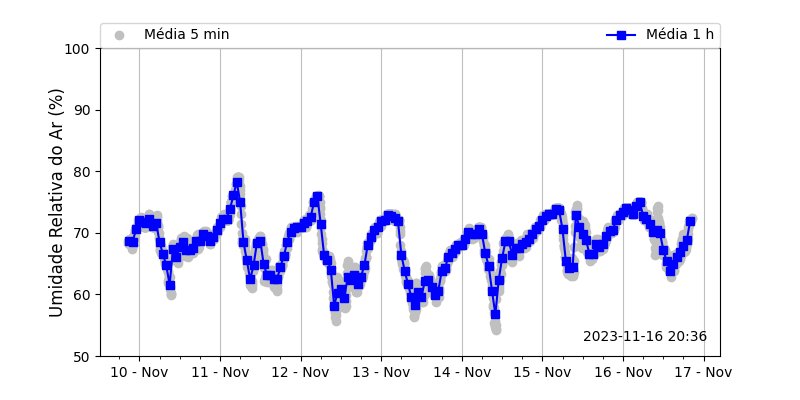 Média 5 min
Média 1 h
100
90
80
70
60
50
Umidade Relativa do Ar (%)
2023-11-16 20:36
10 - Nov
11 - Nov
12 - Nov
13 - Nov
14 - Nov
15 - Nov
16 - Nov
17 - Nov